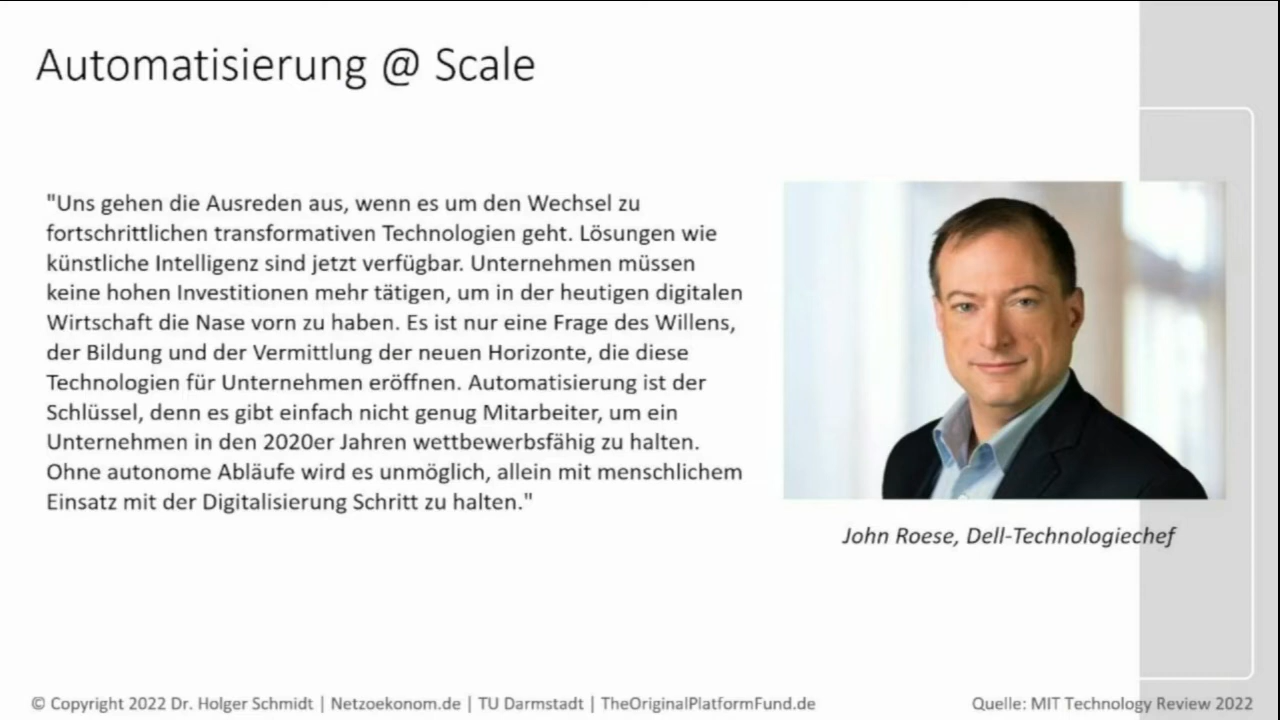 Automatisierung @ Scale
"Uns gehen die Ausreden aus, wenn es um den Wechsel zu
fortschrittlichen transformativen Technologien geht. Lösungen wie
künstliche Intelligenz sind jetzt verfügbar. Unternehmen müssen
keine hohen Investitionen mehr tätigen, um in der heutigen digitalen
Wirtschaft die Nase vorn zu haben. Es ist nur eine Frage des Willens,
der Bildung und der Vermittlung der neuen Horizonte, die diese
Technologien für Unternehmen eröffnen. Automatisierung ist der
Schlüssel, denn es gibt einfach nicht genug Mitarbeiter, um ein
Unternehmen in den 2020er Jahren wettbewerbsfähig zu halten.
Ohne autonome Abläufe wird es unmöglich, allein mit menschlichem
Einsatz mit der Digitalisierung Schritt zu halten."
John Roese, Dell-Technologiechef
© Copyright 2022 Dr. Holger Schmidt | Netzoekonom.de | TU Darmstadt | TheOriginalPlatformFund.de
Quelle: MIT Technology Review 2022